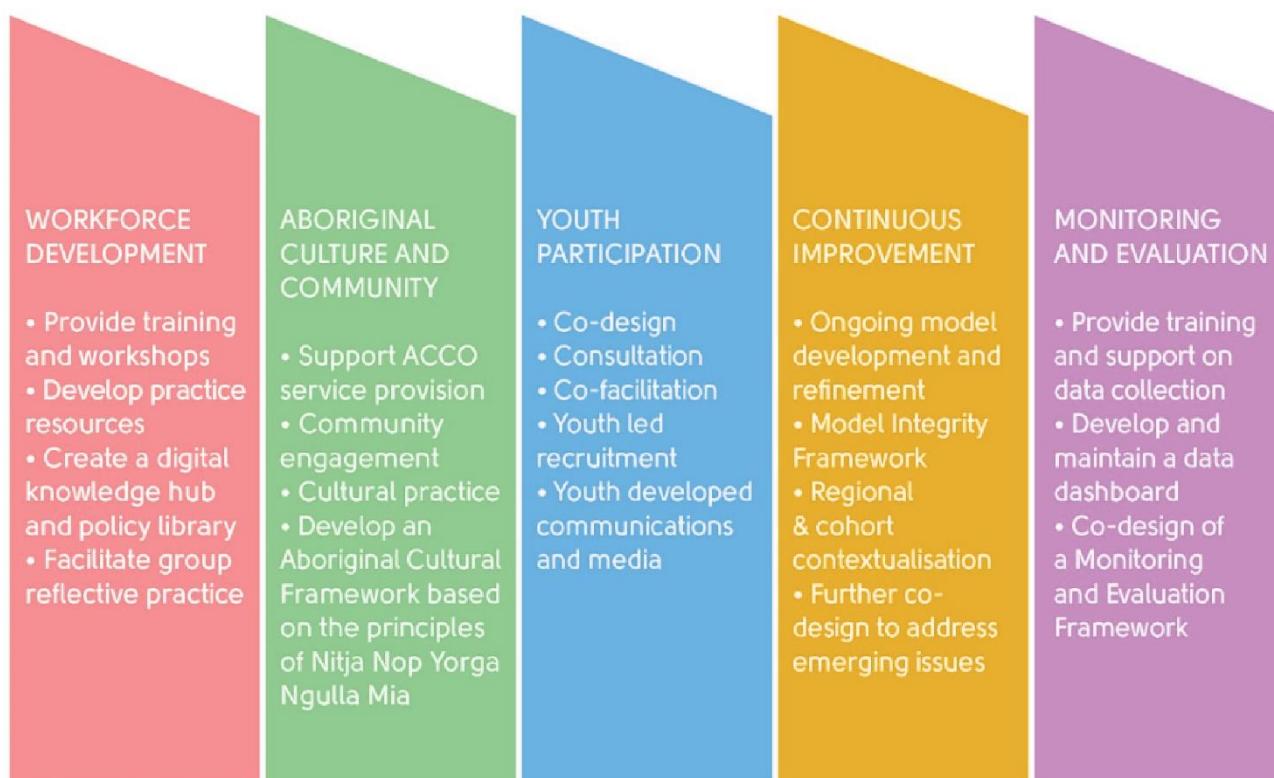 WORKFORCE
DEVELOPMENT
• Provide training
and workshops
• Develop practice
resources
• Create a digital
knowledge hub
and policy library
• Facilitate group
reflective practice
ABORIGINAL
CULTURE AND
COMMUNITY
• Support ACCO
service provision
• Community
engagement
• Cultural practice
• Develop an
Aboriginal Cultural
Framework based
on the principles
of Nitja Nop Yorga
Ngulla Mia
YOUTH
PARTICIPATION
• Co-design
• Consultation
• Co-facilitation
• Youth led
recruitment
• Youth developed
communications
and media
CONTINUOUS
IMPROVEMENT
• Ongoing model
development and
refinement
• Model Integrity
Framework
• Regional
& cohort
contextualisation
• Further co-
design to address
emerging issues
MONITORING
AND EVALUATION
• Provide training
and support on
data collection
• Develop and
maintain a data
dashboard
• Co-design of
a Monitoring
and Evaluation
Framework